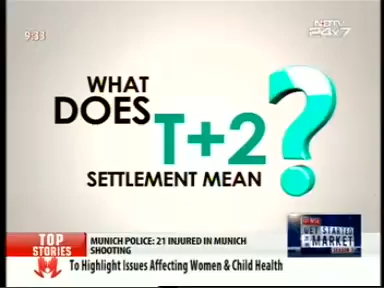 9:33
NDTV
24x7
WHAT
DOES
T+2
?
SETTLEMENT MEAN
TOP
STORIES
MUNICH POLICE: 21 INJURED IN MUNICH
SHOOTING
To Highlight Issues Affecting Women & Child Health
GET STARTED
MARKET